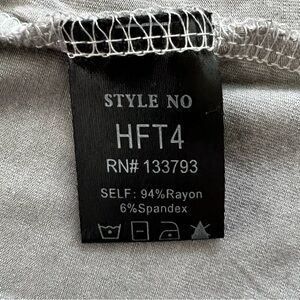 STYLE NO
HFT4
RN# 133793
SELF: 94%Rayon
6%Spandex